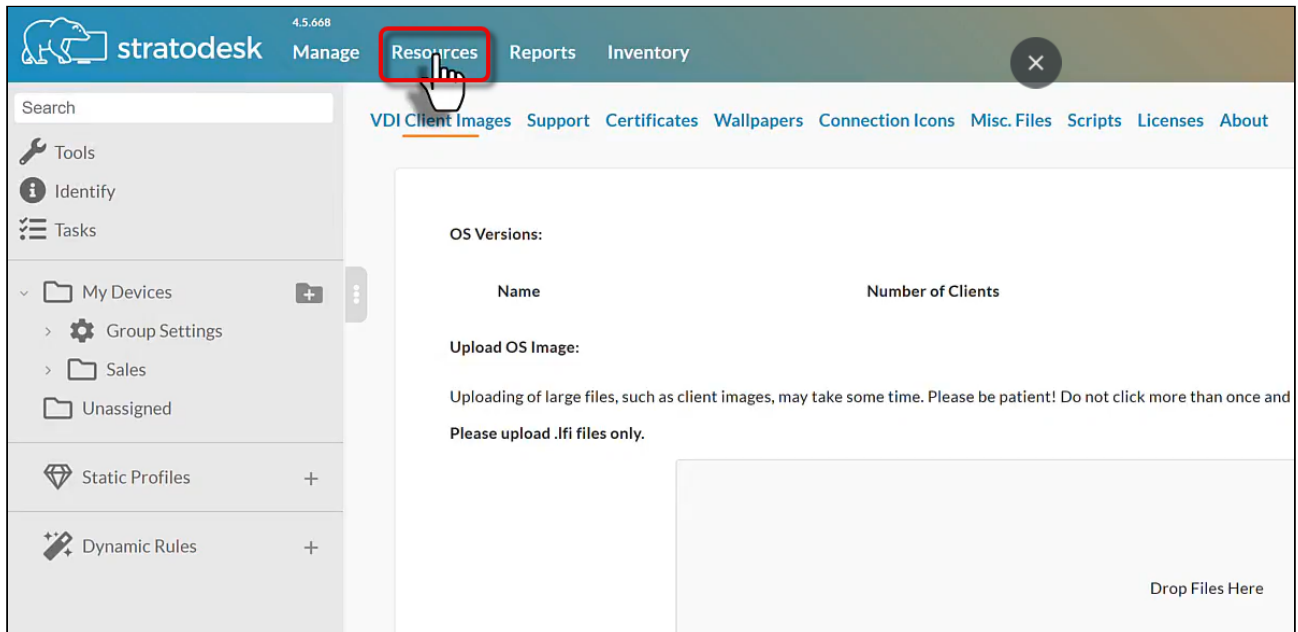 4.5.668
stratodesk Manage Resources Reports Inventory
Search
VDI Client Images Support Certificates Wallpapers Connection Icons Misc. Files Scripts Licenses About
Tools
Identify
Tasks
OS Versions:
My Devices
Name Number of Clients
Group Settings
Upload OS Image:
Sales
Uploading of large files, such as client images, may take some time. Please be patient! Do not click more than once and
Unassigned
Please upload .lfi files only.
Static Profiles
Dynamic Rules
Drop Files Here